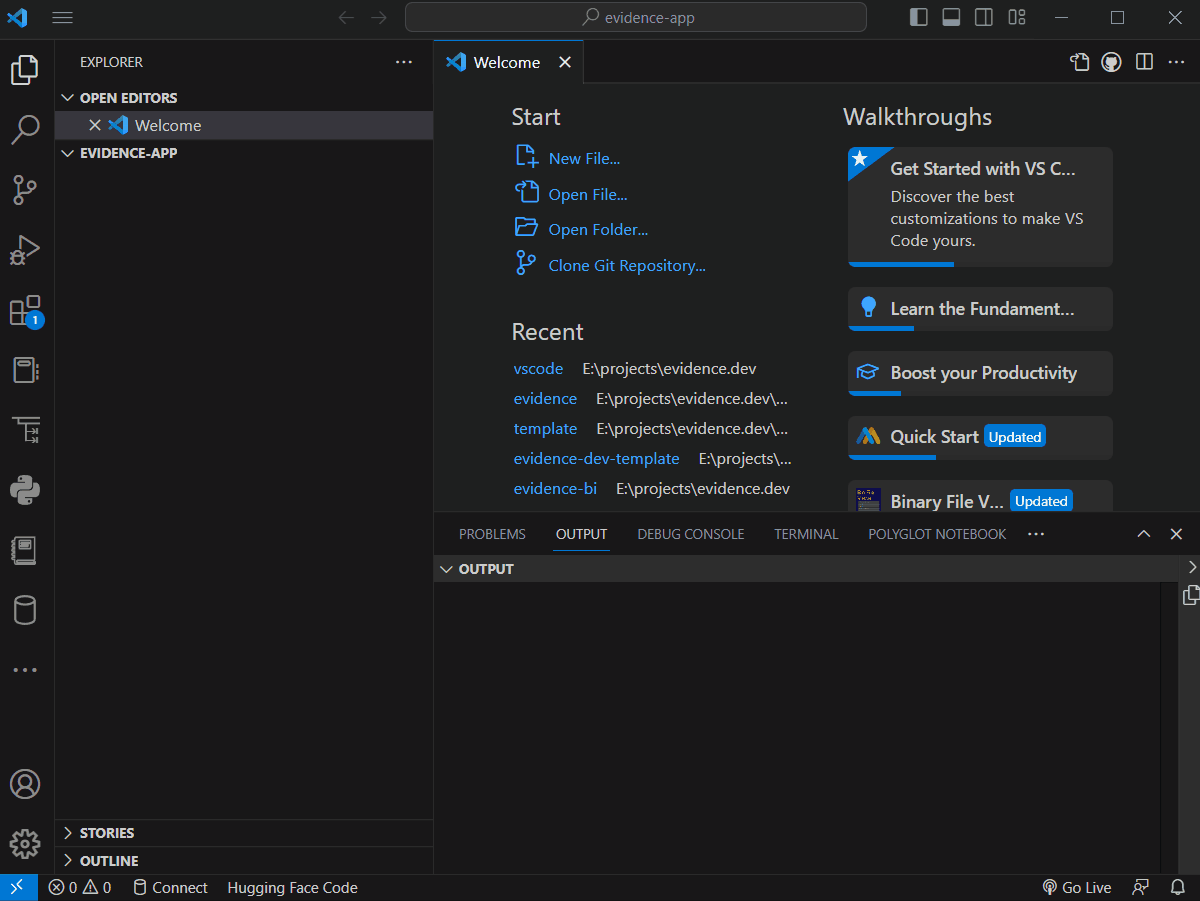 evidence-app
EXPLORER
OPEN EDITORS
Welcome
EVIDENCE-APP
STORIES
OUTLINE
1
Welcome
Start
New File...
Open File...
Open Folder...
Clone Git Repository...
Recent
vscode E:\projects\evidence.dev
evidence E:\projects\evidence.dev\...
template E:\projects\evidence.dev\...
evidence-dev-template E:\projects\...
evidence-bi E:\projects\evidence.dev
Walkthroughs
Get Started with VS C...
Discover the best
customizations to make VS
Code yours.
Learn the Fundament...
Boost your Productivity
Quick Start Updated
Binary File V... Updated
PROBLEMS OUTPUT DEBUG CONSOLE TERMINAL POLYGLOT NOTEBOOK
OUTPUT
0 0 Connect Hugging Face Code Go Live